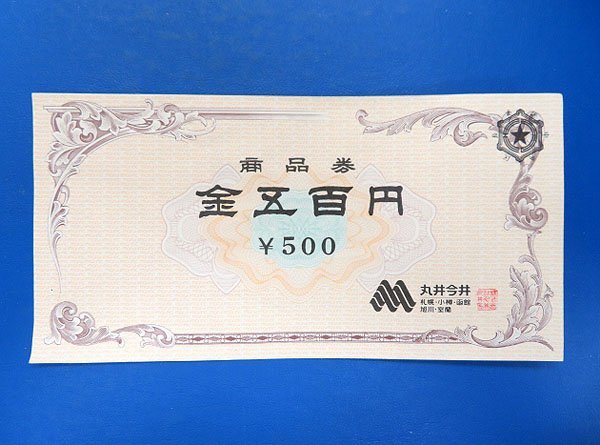 商品券
金五百円
¥500
丸井今井
札幌・小樽・函館
旭川・室蘭